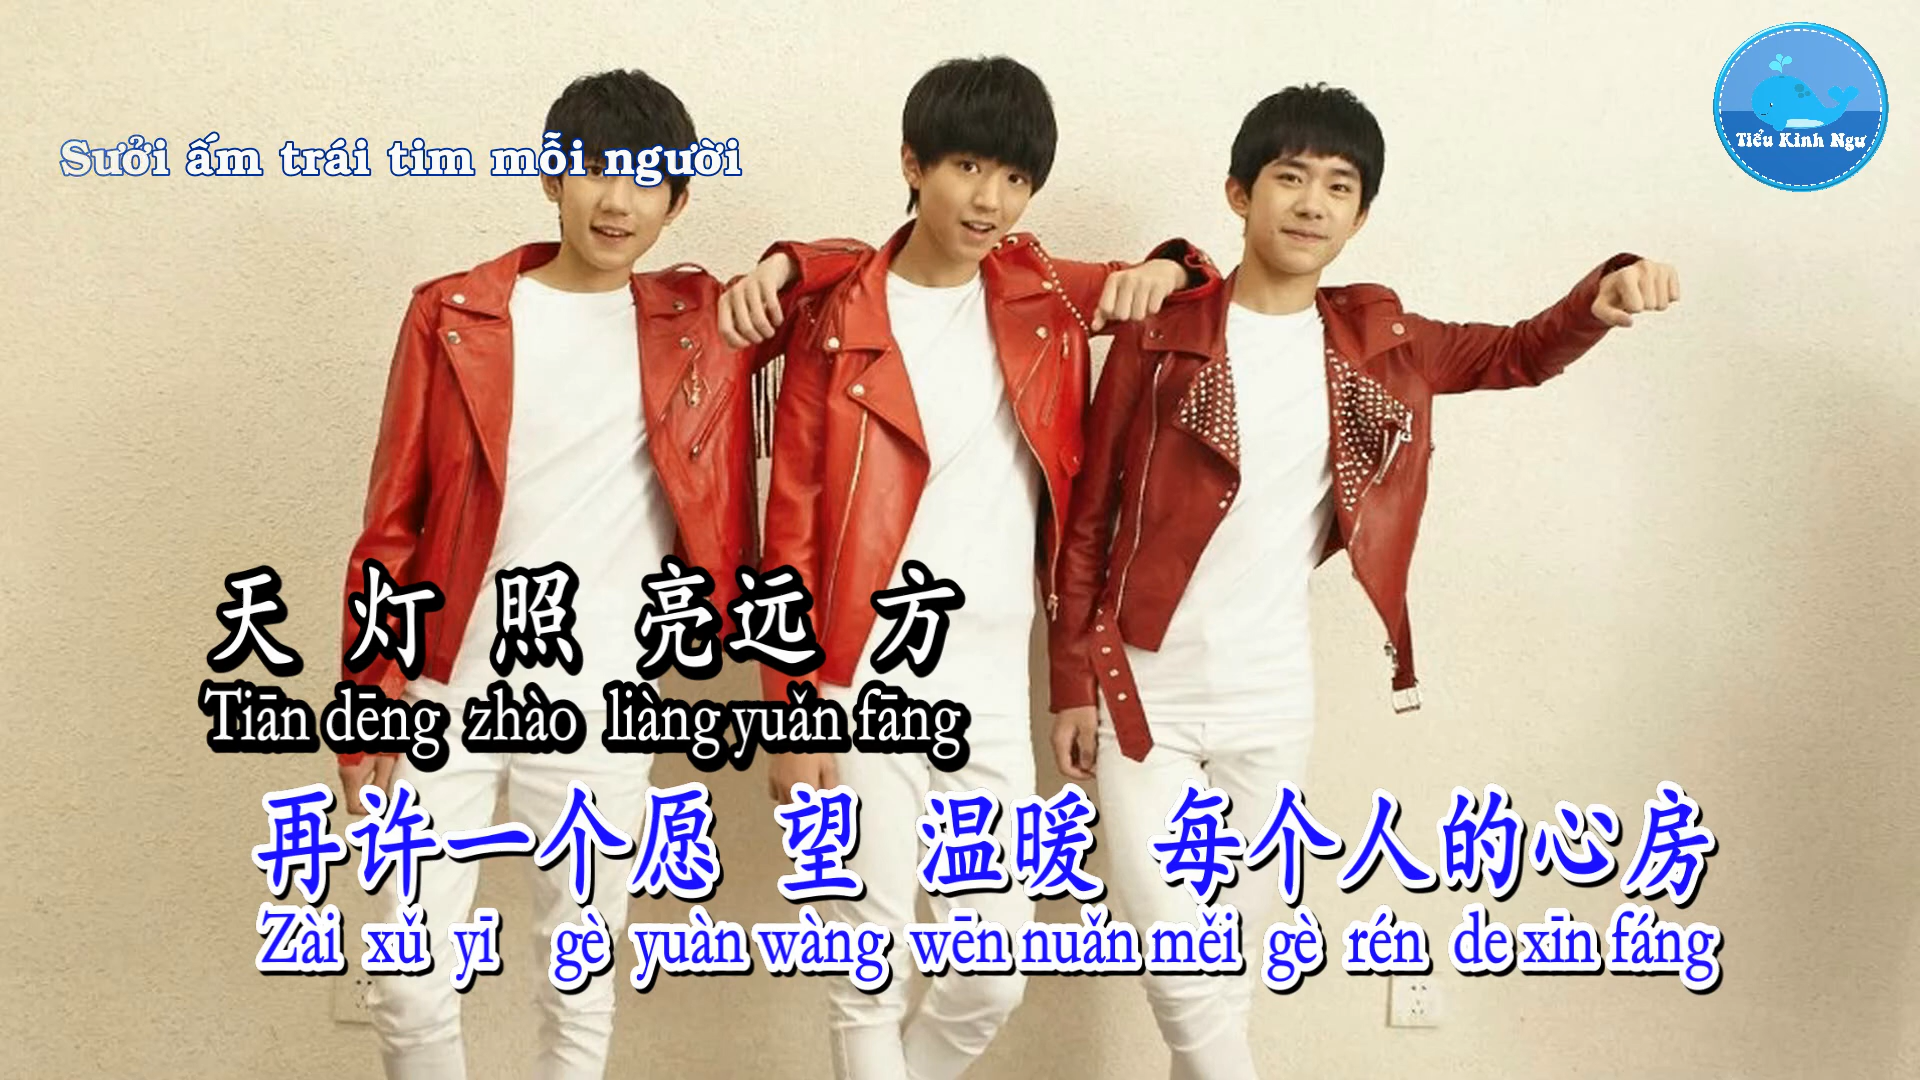 Sưởi ấm trái tim mỗi người
Tiểu Kình Ngư
天灯照亮远方
Tiān dēng zhào liàng yuǎn fāng
再许一个愿望温暖每个人的心房
Zài xǔ yī gè yuàn wàng wēn nuǎn měi gè rén de xīn fáng